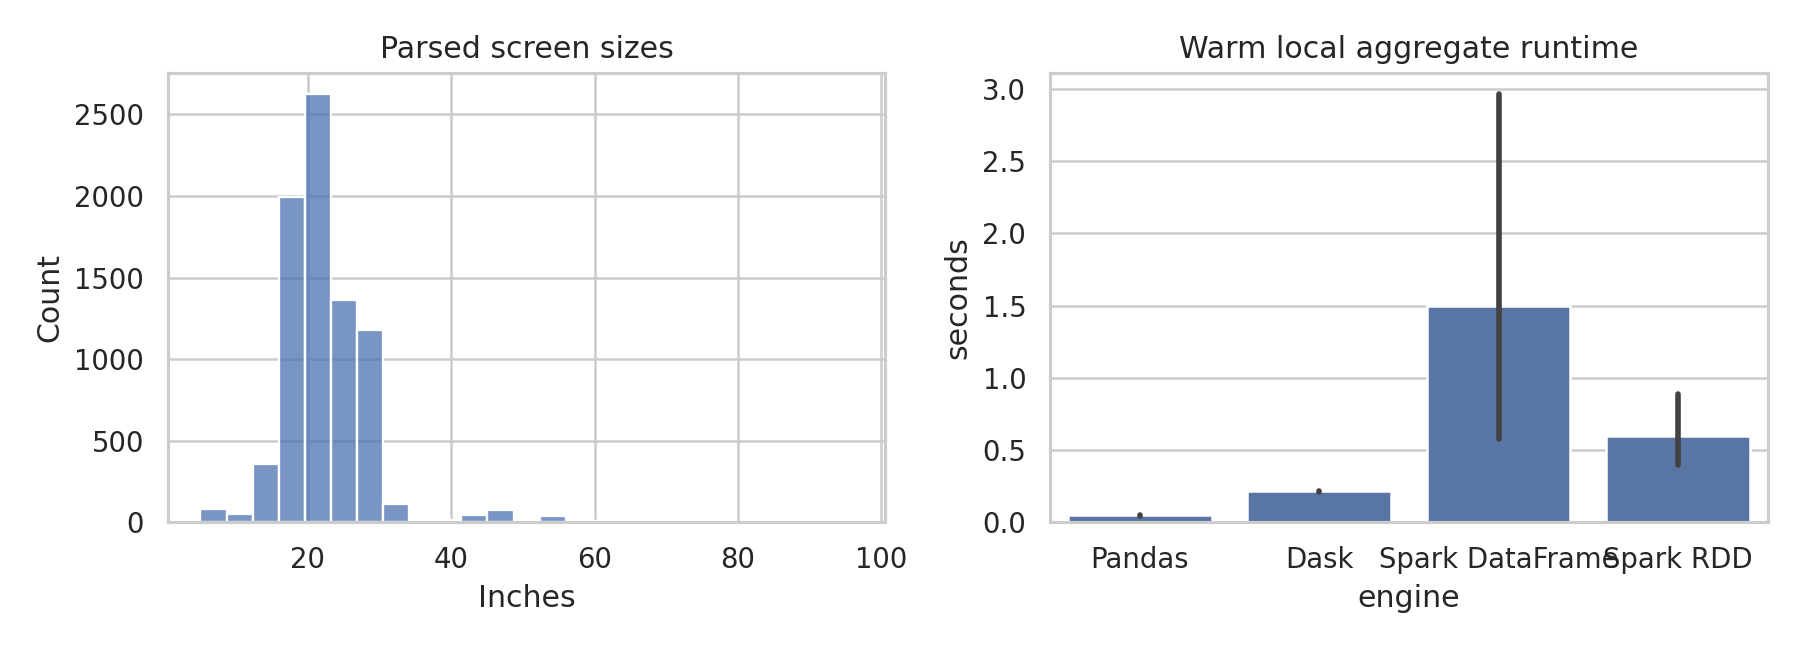 Parsed screen sizes
2500
2000
1500
1000
500
0
Count
20 40 60 80 100
Inches
Warm local aggregate runtime
3.0
2.5
2.0
1.5
1.0
0.5
0.0
seconds
Pandas Dask Spark DataFrame Spark RDD
engine